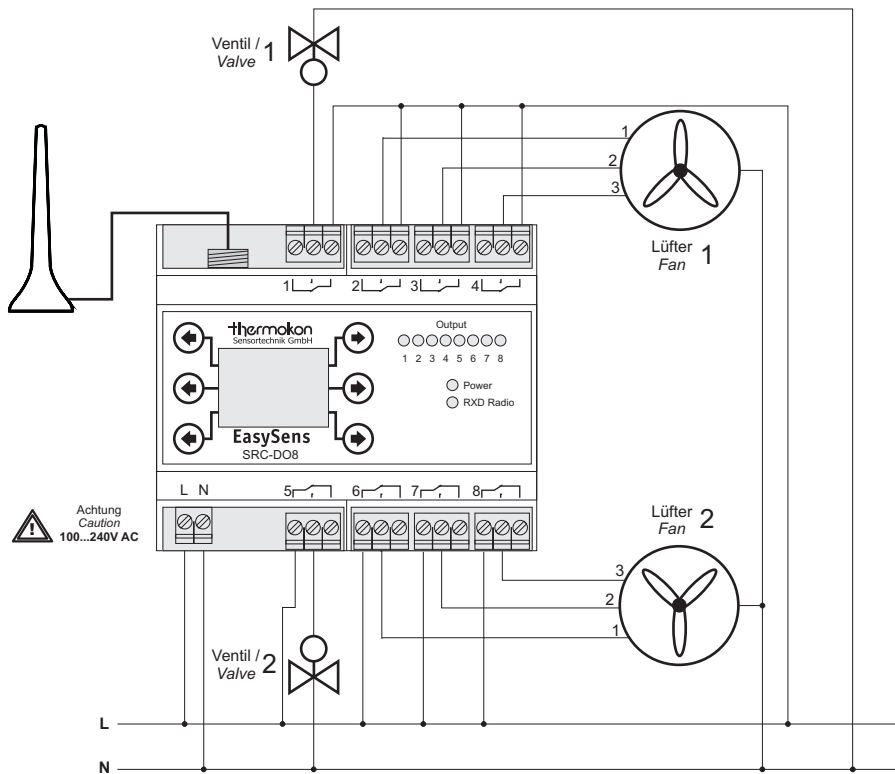 Ventil / 1
Valve
1
2
3
Lüfter 1
Fan
1 2 3 4
thermokon
Sensortechnik GmbH
Output
1 2 3 4 5 6 7 8
Power
RXD Radio
EasySens
SRC-DO8
L N 5 6 7 8
Achtung
Caution
100...240V AC
Lüfter 2
Fan
3
2
1
Ventil / 2
Valve
L
N